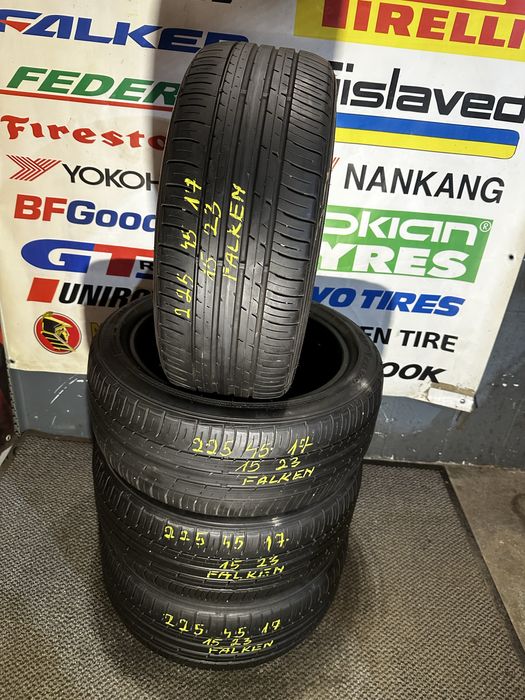 FALKEN
PIRELLI
FEDER
Gislaved
Firesto
YOKOH
NANKANG
BFGood
OKIAN®
YRES
GT R
UNIRO
YO TIRES
EN TIRE
OOK
225 45 17
15 23
FALKEN
225 45 17
15 23
FALKEN
225 45 17
15 23
FALKEN
225 45 17
15 23
FALKEN